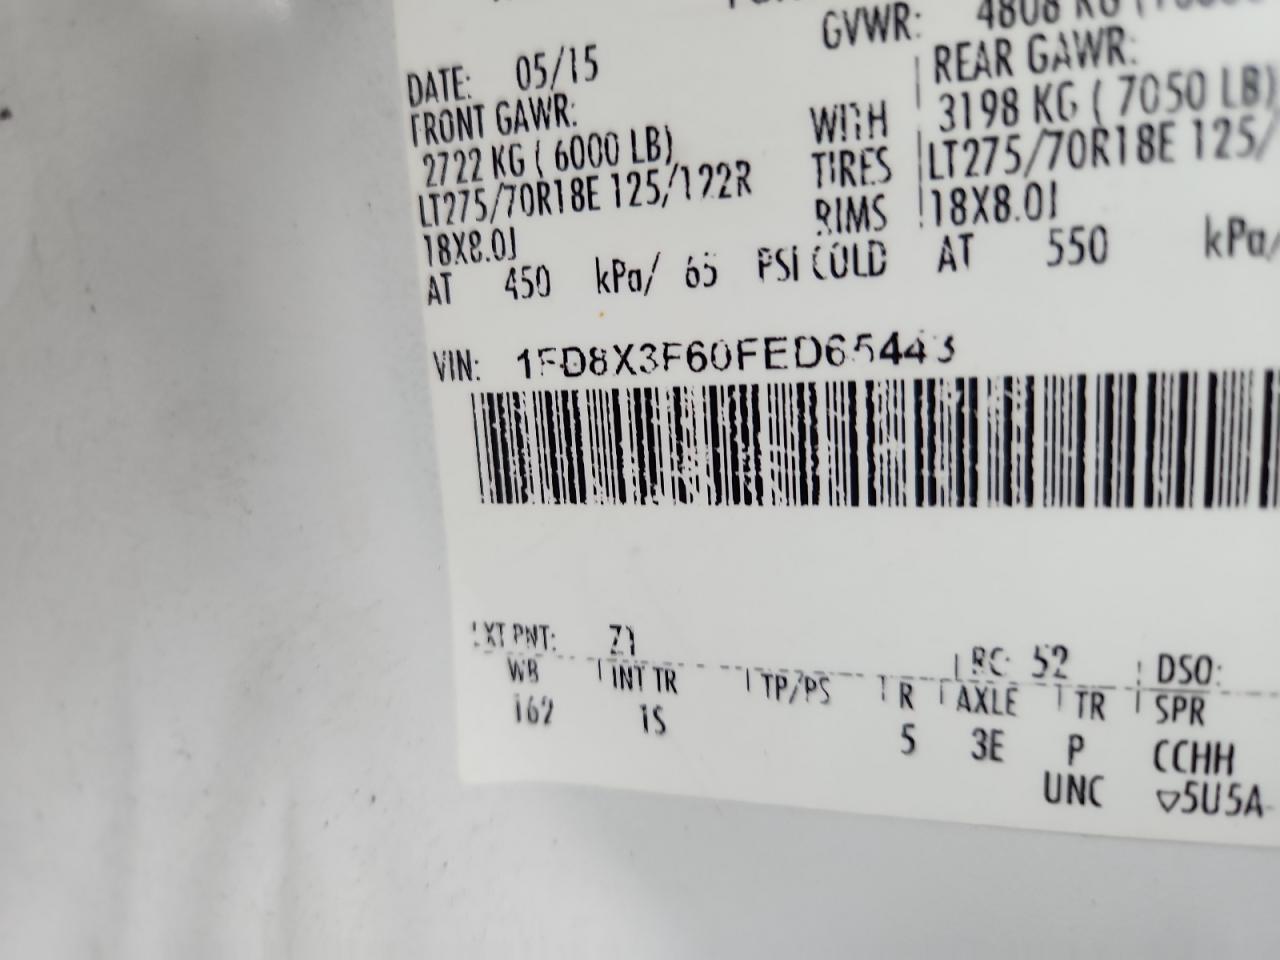 GVWR: 4808 KG
DATE: 05/15
FRONT GAWR:
2722 KG ( 6000 LB)
LT275/70R18E 125/122R
18X8.0J
AT 450 kPa/ 65 PSI COLD
WITH
TIRES
RIMS
REAR GAWR:
3198 KG ( 7050 LB)
LT275/70R18E 125/
18X8.0J
AT 550 kPa/
VIN: 1FD8X3F60FED65443
EXT PNT: Z1 RC: 52 DSO:
WB INT TR TP/PS R AXLE TR SPR
162 1S 5 3E P CCHH
UNC ▽5U5A